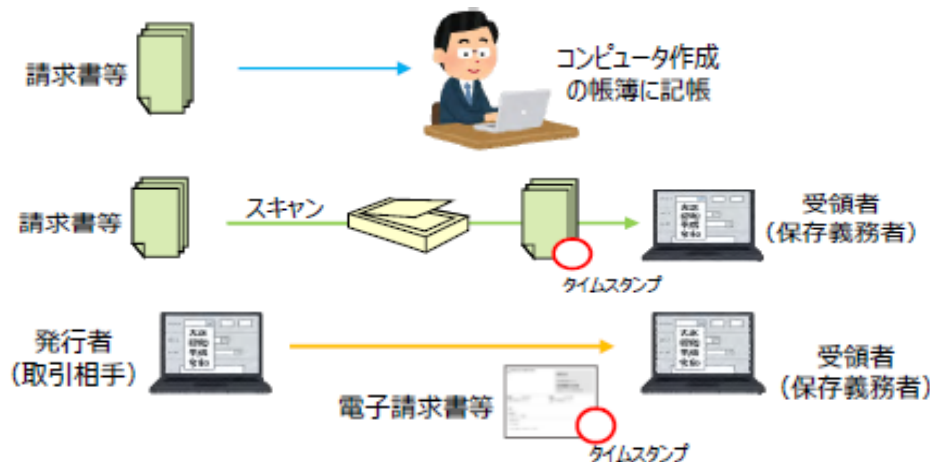 請求書等
コンピュータ作成
の帳簿に記帳
請求書等
スキャン
タイムスタンプ
受領者
（保存義務者）
発行者
（取引相手）
電子請求書等
タイムスタンプ
受領者
（保存義務者）